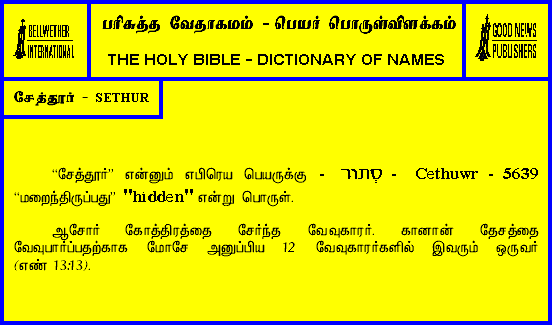 BELLWETHER
INTERNATIONAL
பரிசுத்த வேதாகமம் - பெயர் பொருள்விளக்கம்
THE HOLY BIBLE - DICTIONARY OF NAMES
GOOD NEWS
PUBLISHERS
சேத்தூர் - SETHUR
“சேத்தூர்” என்னும் எபிரெய பெயருக்கு - סְתוּר - Cethuwr - 5639
“மறைந்திருப்பது” "hidden" என்று பொருள்.
ஆசேர் கோத்திரத்தை சேர்ந்த வேவுகாரர். கானான் தேசத்தை
வேவுபார்ப்பதற்காக மோசே அனுப்பிய 12 வேவுகாரர்களில் இவரும் ஒருவர்
(எண் 13:13).